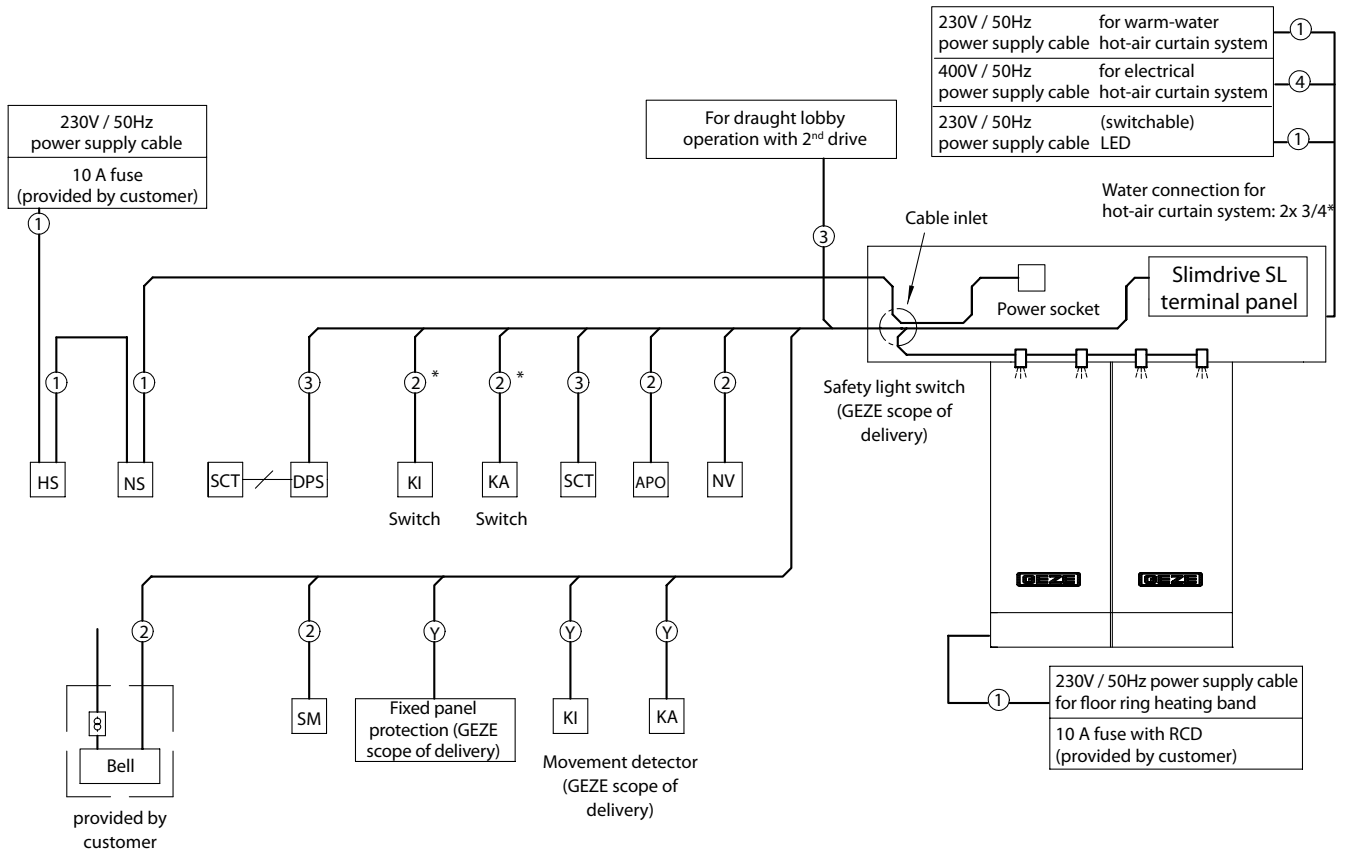 230V / 50Hz for warm-water
power supply cable hot-air curtain system
1
400V / 50Hz for electrical
power supply cable hot-air curtain system
4
230V / 50Hz (switchable)
power supply cable LED
1
230V / 50Hz
power supply cable
10 A fuse
(provided by customer)
1
For draught lobby
operation with 2nd drive
3
Water connection for
hot-air curtain system: 2x 3/4*
Cable inlet
Slimdrive SL
terminal panel
Power socket
Safety light switch
(GEZE scope of
delivery)
1
1
3
2 *
2 *
3
2
2
HS
NS
SCT
DPS
KI
KA
SCT
APO
NV
Switch
Switch
GEZE
GEZE
2
2
Y
Y
Y
Bell
provided by
customer
SM
Fixed panel
protection (GEZE
scope of delivery)
KI
KA
Movement detector
(GEZE scope of
delivery)
1
230V / 50Hz power supply cable
for floor ring heating band
10 A fuse with RCD
(provided by customer)